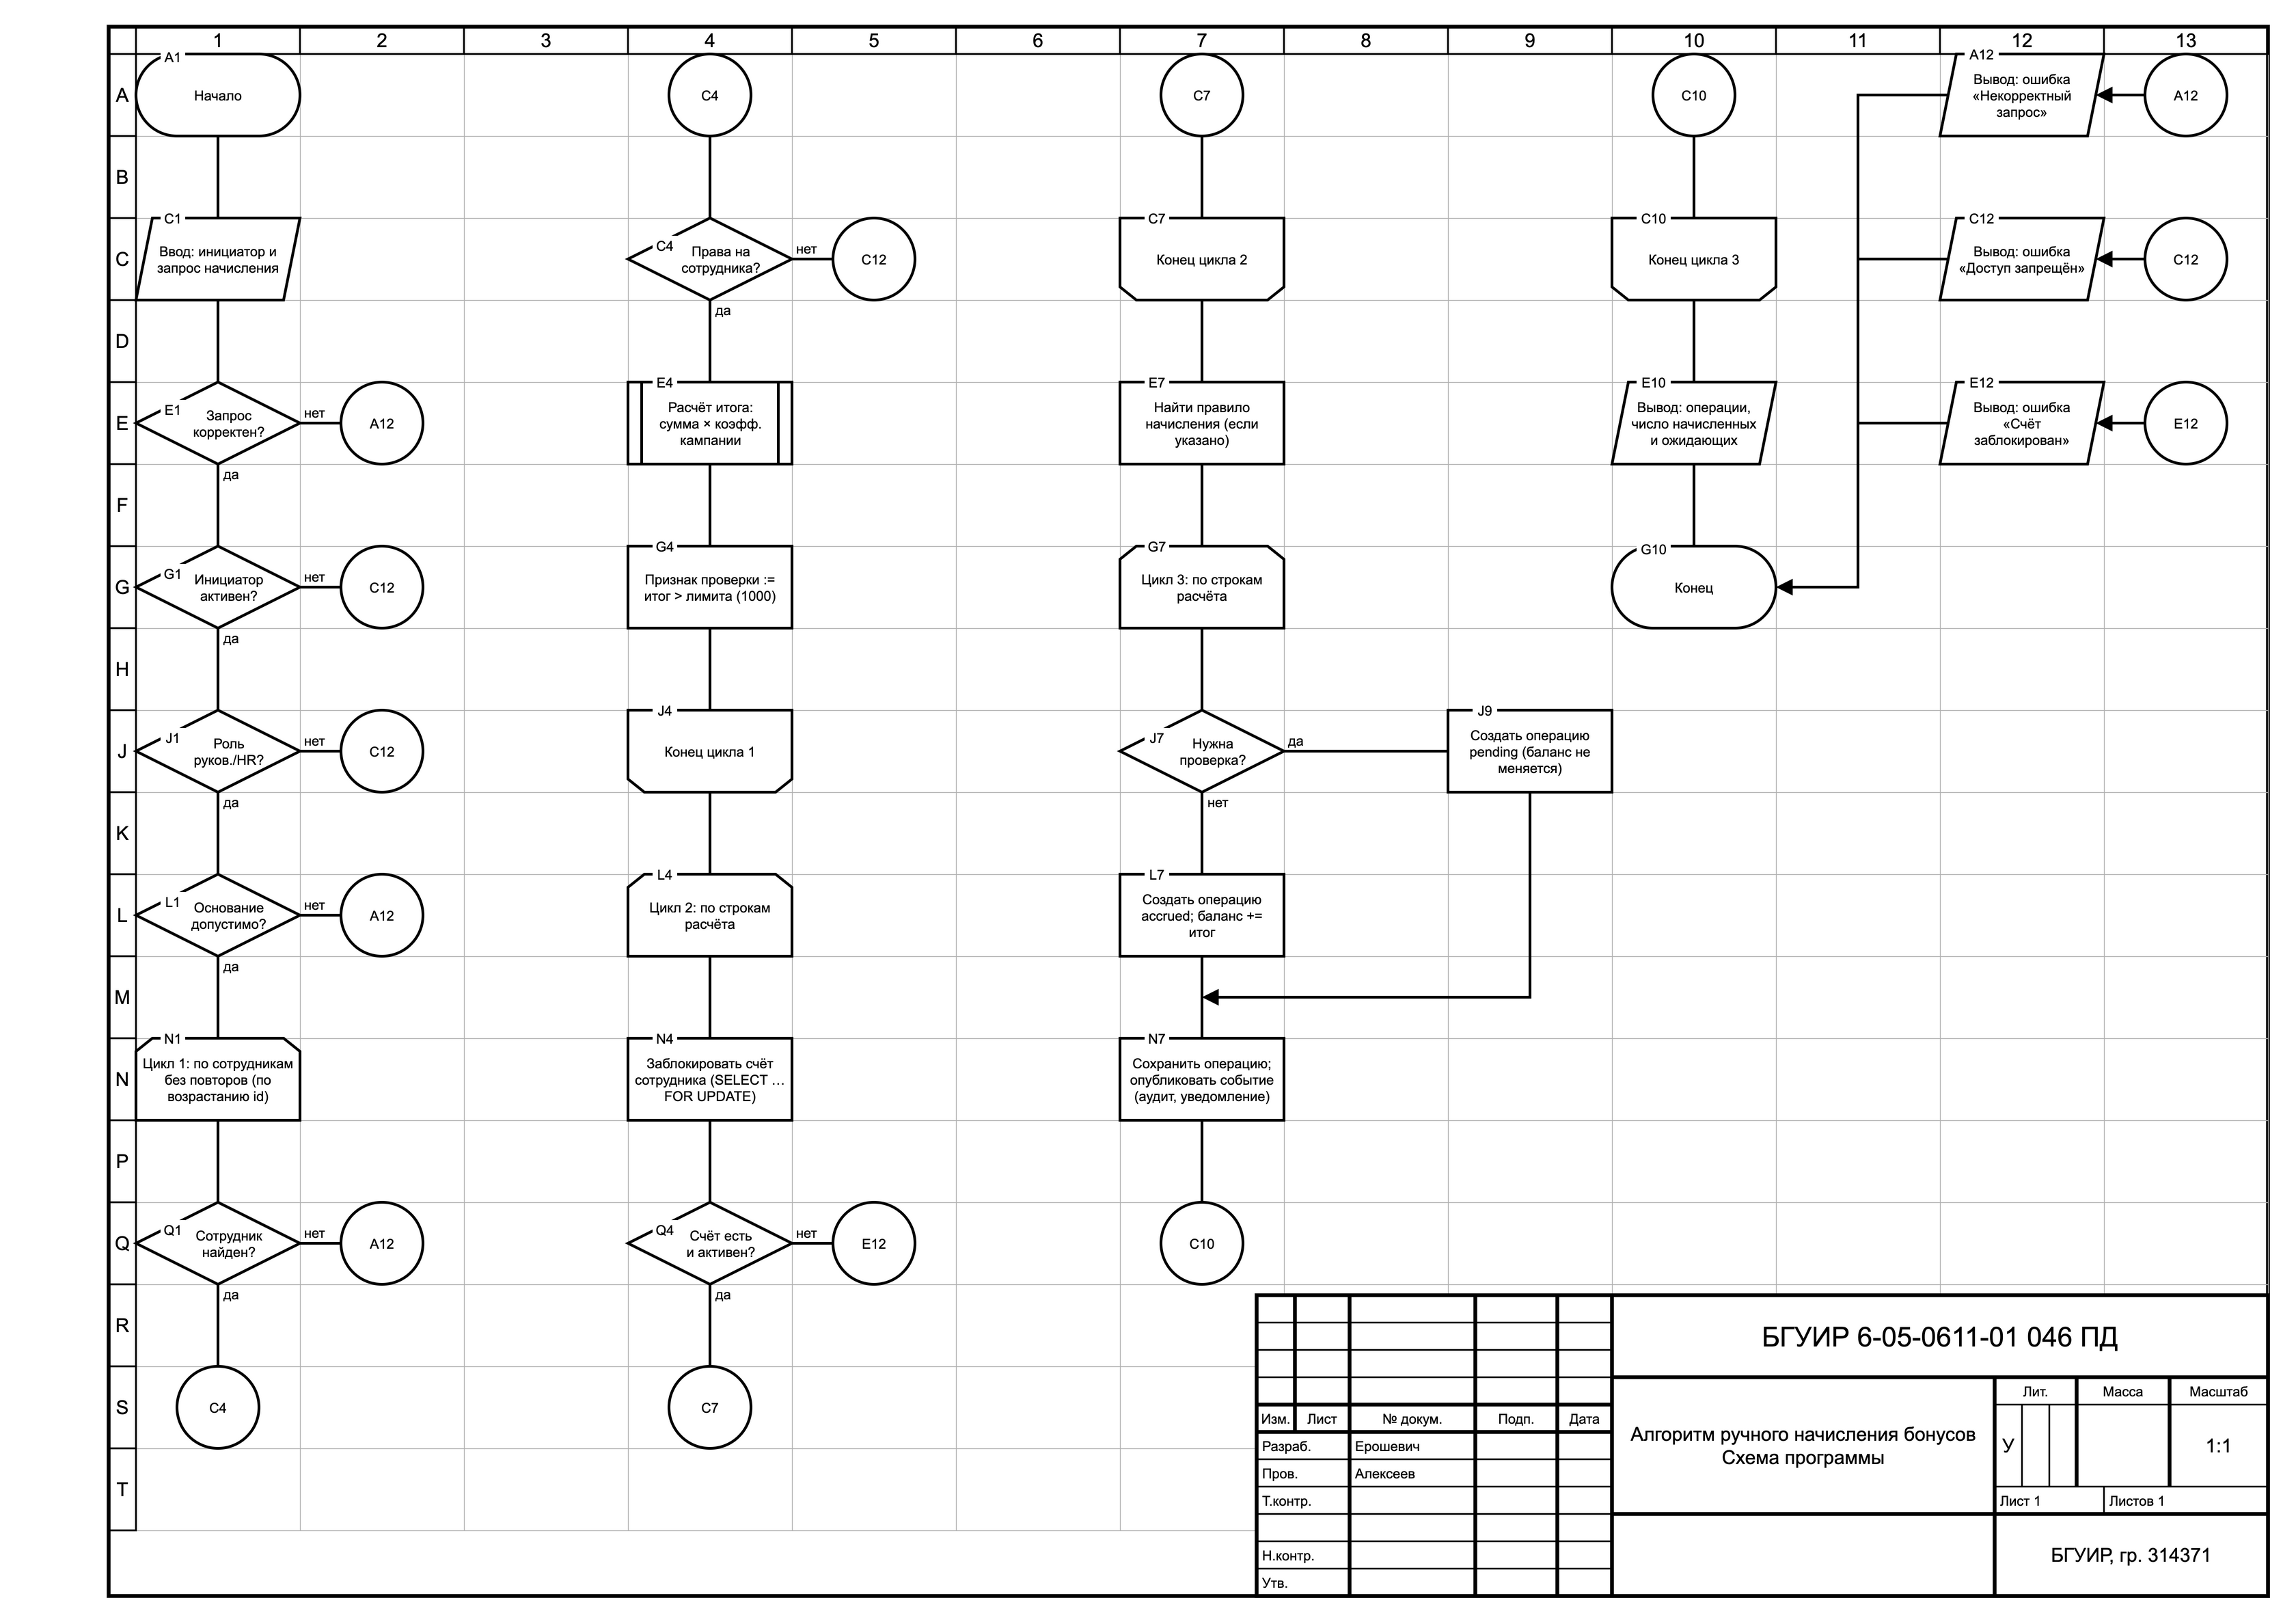 1 2 3 4 5 6 7 8 9 10 11 12 13
A
B
C
D
E
F
G
H
J
K
L
M
N
P
Q
R
S
T
A1
Начало
C1
Ввод: инициатор и
запрос начисления
E1
Запрос
корректен?
нет
A12
да
G1
Инициатор
активен?
нет
C12
да
J1
Роль
руков./HR?
нет
C12
да
L1
Основание
допустимо?
нет
A12
да
N1
Цикл 1: по сотрудникам
без повторов (по
возрастанию id)
Q1
Сотрудник
найден?
нет
A12
да
C4
C4
C4
Права на
сотрудника?
нет
C12
да
E4
Расчёт итога:
сумма × коэфф.
кампании
G4
Признак проверки :=
итог > лимита (1000)
J4
Конец цикла 1
L4
Цикл 2: по строкам
расчёта
N4
Заблокировать счёт
сотрудника (SELECT …
FOR UPDATE)
Q4
Счёт есть
и активен?
нет
E12
да
C7
C7
C7
Конец цикла 2
E7
Найти правило
начисления (если
указано)
G7
Цикл 3: по строкам
расчёта
J7
Нужна
проверка?
да
нет
J9
Создать операцию
pending (баланс не
меняется)
L7
Создать операцию
accrued; баланс +=
итог
N7
Сохранить операцию;
опубликовать событие
(аудит, уведомление)
C10
C10
C10
Конец цикла 3
E10
Вывод: операции,
число начисленных
и ожидающих
G10
Конец
A12
Вывод: ошибка
«Некорректный
запрос»
A12
C12
Вывод: ошибка
«Доступ запрещён»
C12
E12
Вывод: ошибка
«Счёт
заблокирован»
E12
БГУИР 6-05-0611-01 046 ПД
Изм. Лист № докум. Подп. Дата
Разраб. Ерошевич
Пров. Алексеев
Т.контр.
Н.контр.
Утв.
Алгоритм ручного начисления бонусов
Схема программы
Лит. Масса Масштаб
У 1:1
Лист 1 Листов 1
БГУИР, гр. 314371